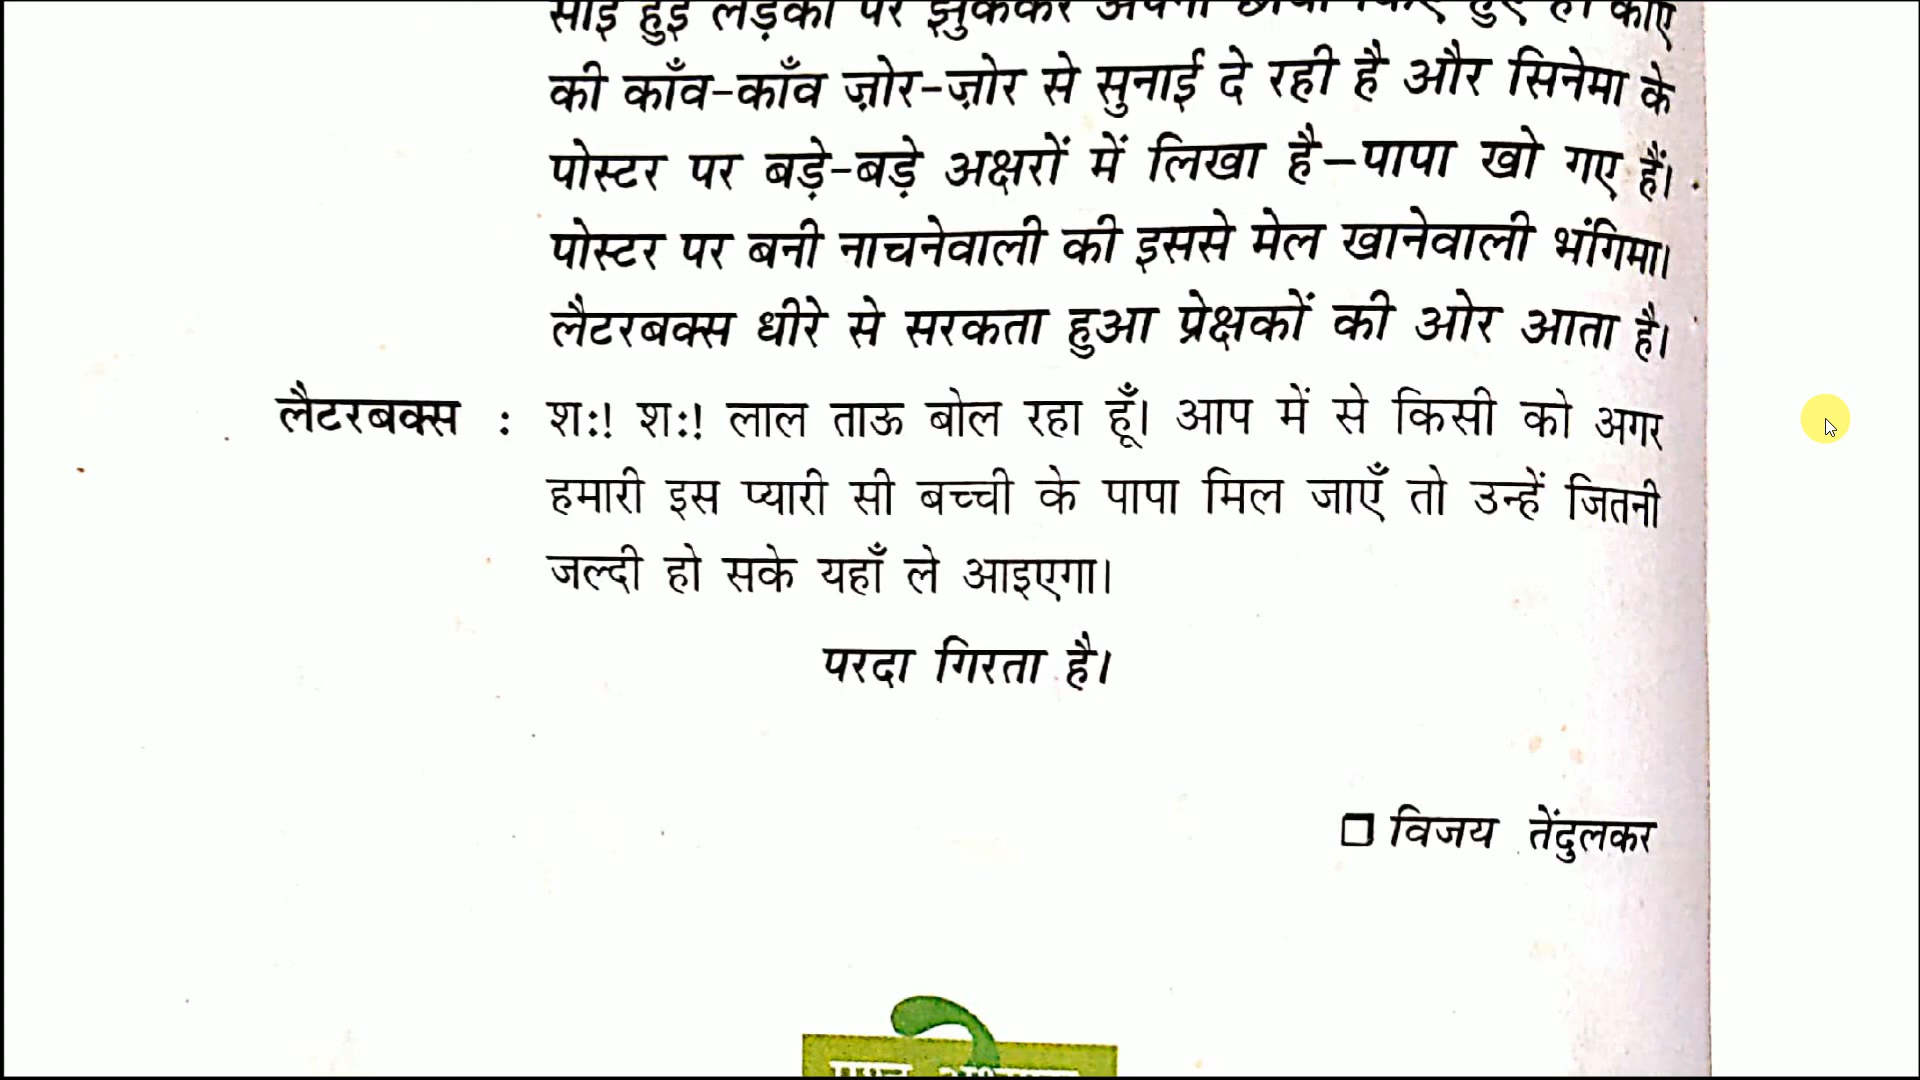 हुई लड़की पर झुककर
की काँव-काँव ज़ोर-ज़ोर से सुनाई दे रही है और सिनेमा के
पोस्टर पर बड़े-बड़े अक्षरों में लिखा है–पापा खो गए हैं।
पोस्टर पर बनी नाचनेवाली की इससे मेल खानेवाली भंगिमा।
लैटरबक्स धीरे से सरकता हुआ प्रेक्षकों की ओर आता है।
लैटरबक्स : शः! शः! लाल ताऊ बोल रहा हूँ। आप में से किसी को अगर
हमारी इस प्यारी सी बच्ची के पापा मिल जाएँ तो उन्हें जितनी
जल्दी हो सके यहाँ ले आइएगा।
परदा गिरता है।
□ विजय तेंदुलकर